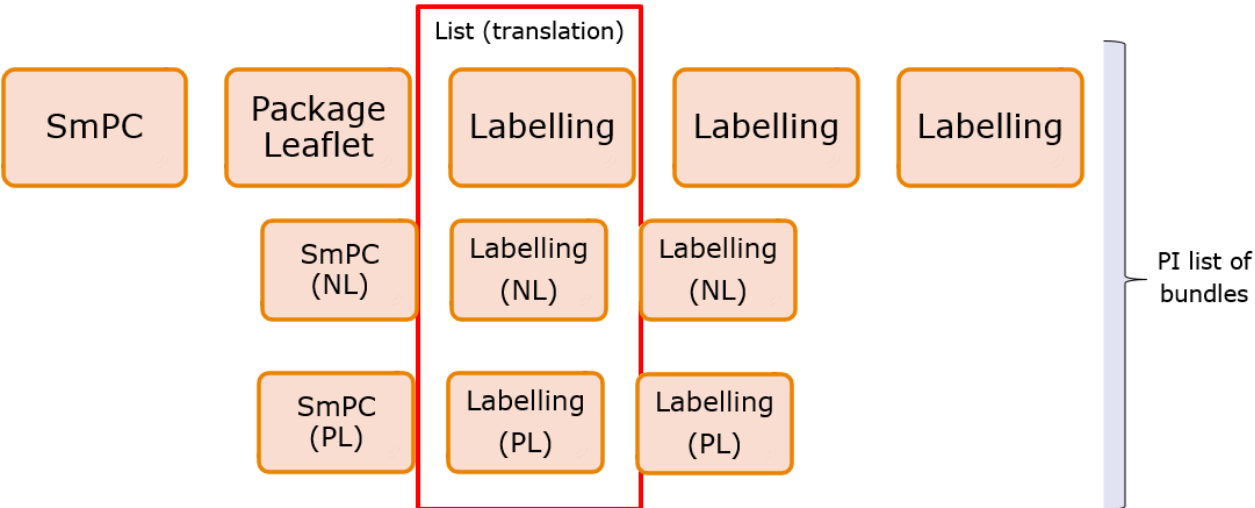 List (translation)
SmPC
Package
Leaflet
Labelling
Labelling
Labelling
SmPC
(NL)
Labelling
(NL)
Labelling
(NL)
PI list of
bundles
SmPC
(PL)
Labelling
(PL)
Labelling
(PL)